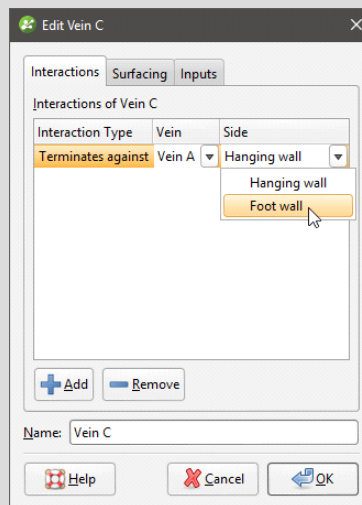 Edit Vein C
Interactions Surfacing Inputs
Interactions of Vein C
Interaction Type Vein Side
Terminates against Vein A Hanging wall
Hanging wall
Foot wall
Add Remove
Name: Vein C
Help Cancel OK